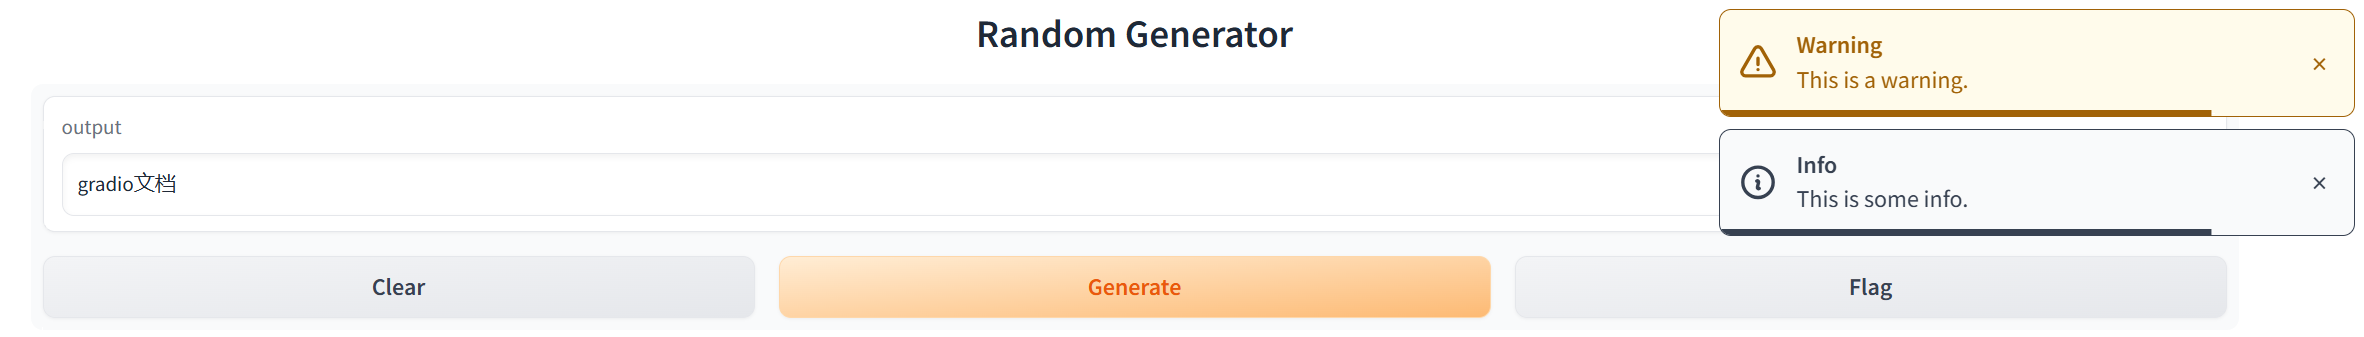 Random Generator
Warning
This is a warning.
output
Info
gradio文档
This is some info.
Clear
Generate
Flag